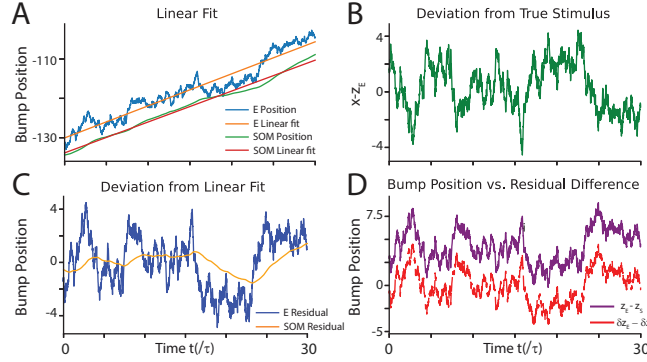 A
Linear Fit
Bump Position
-110
-130
E Position
E Linear fit
SOM Position
SOM Linear fit
B
Deviation from True Stimulus
x-z_E
4
0
-4
C
Deviation from Linear Fit
Bump Position
4
0
-4
E Residual
SOM Residual
0
Time t(/τ)
30
D
Bump Position vs. Residual Difference
Bump Position
7.5
0
-5
z_E - z_S
δz_E − δ
0
Time t(/τ)
30